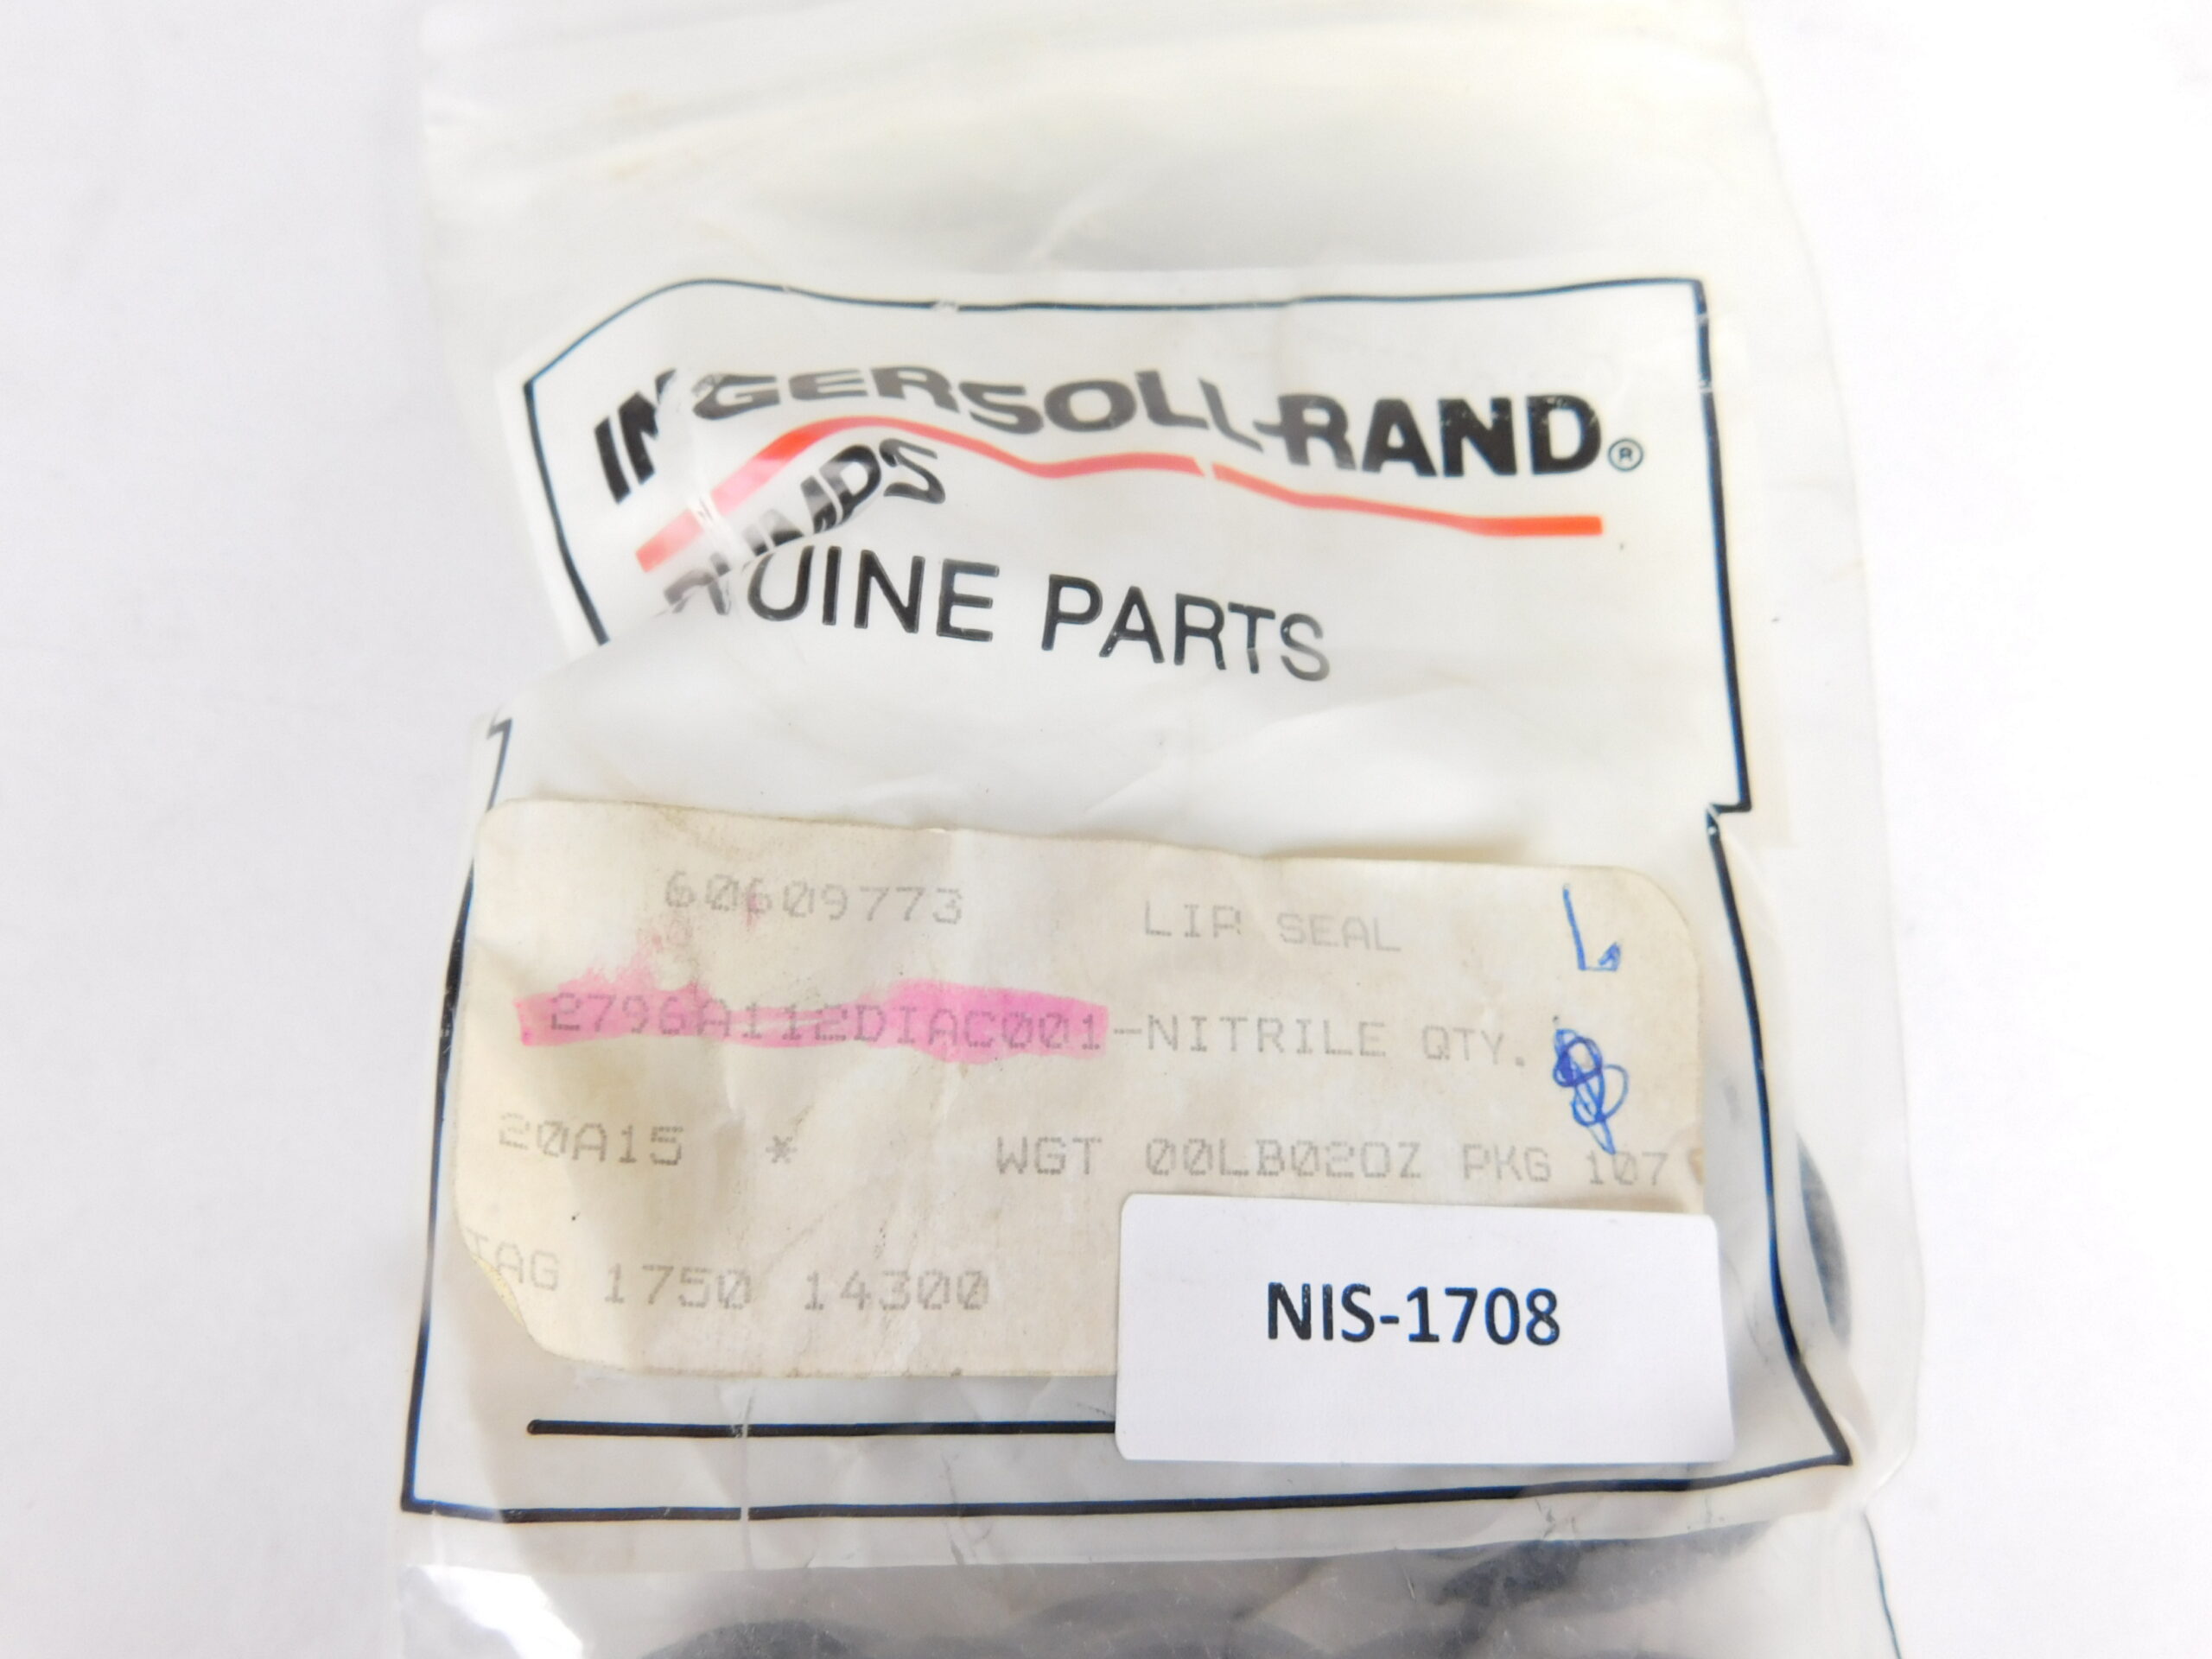 INGERSOLL-RAND®
PUMPS
NUINE PARTS
60609773 LIP SEAL L
2796A112DIAC001-NITRILE QTY.
20A15 * WGT 00LB02OZ PKG 107
TAG 1750 14300
NIS-1708